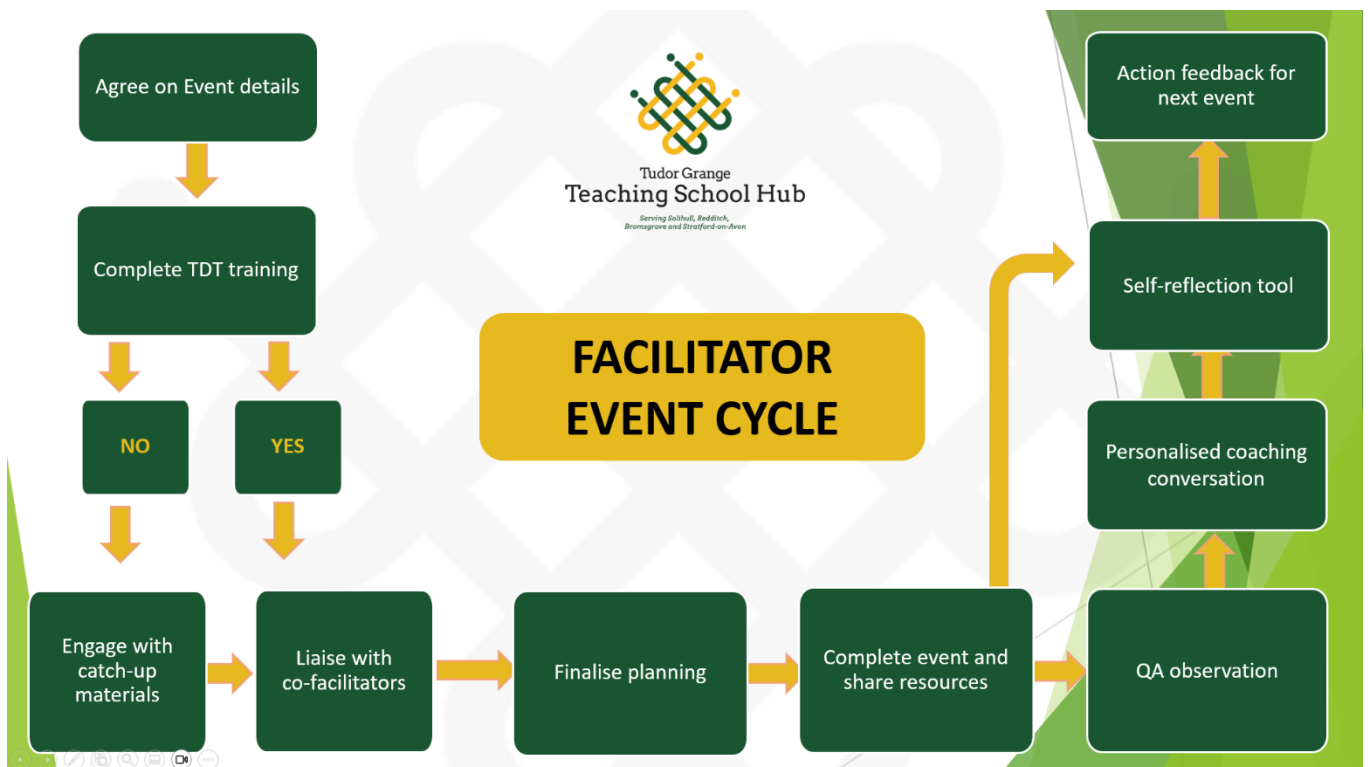 Agree on Event details
Complete TDT training
NO
YES
Engage with
catch-up
materials
Liaise with
co-facilitators
Finalise planning
Complete event and
share resources
QA observation
Personalised coaching
conversation
Self-reflection tool
Action feedback for
next event
Tudor Grange
Teaching School Hub
Serving Solihull, Redditch,
Bromsgrove and Stratford-on-Avon
FACILITATOR
EVENT CYCLE